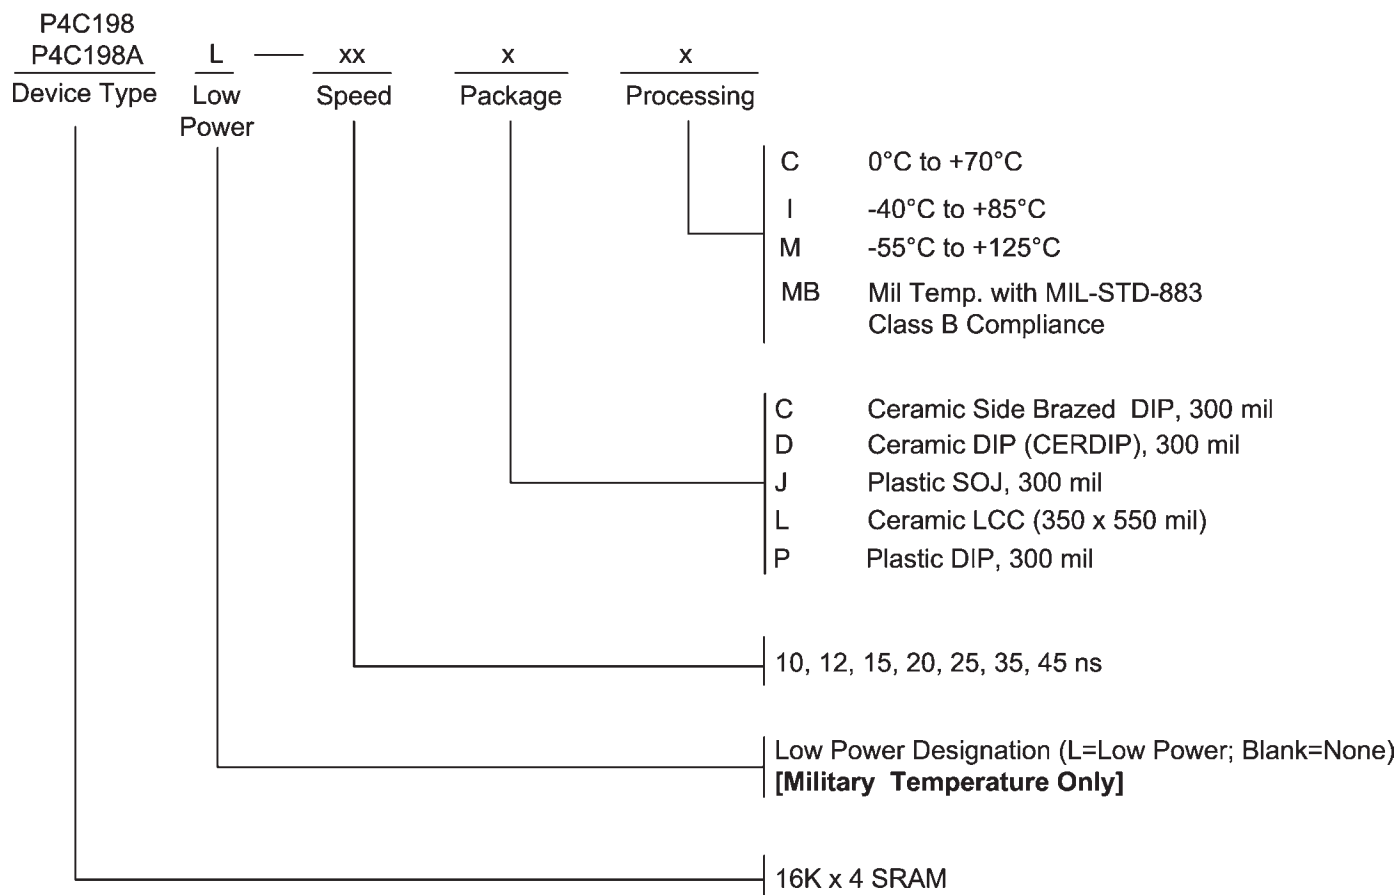 P4C198
P4C198A L xx x x
Device Type Low Power Speed Package Processing
C 0°C to +70°C
I -40°C to +85°C
M -55°C to +125°C
MB Mil Temp. with MIL-STD-883
Class B Compliance
C Ceramic Side Brazed DIP, 300 mil
D Ceramic DIP (CERDIP), 300 mil
J Plastic SOJ, 300 mil
L Ceramic LCC (350 x 550 mil)
P Plastic DIP, 300 mil
10, 12, 15, 20, 25, 35, 45 ns
Low Power Designation (L=Low Power; Blank=None)
[Military Temperature Only]
16K x 4 SRAM